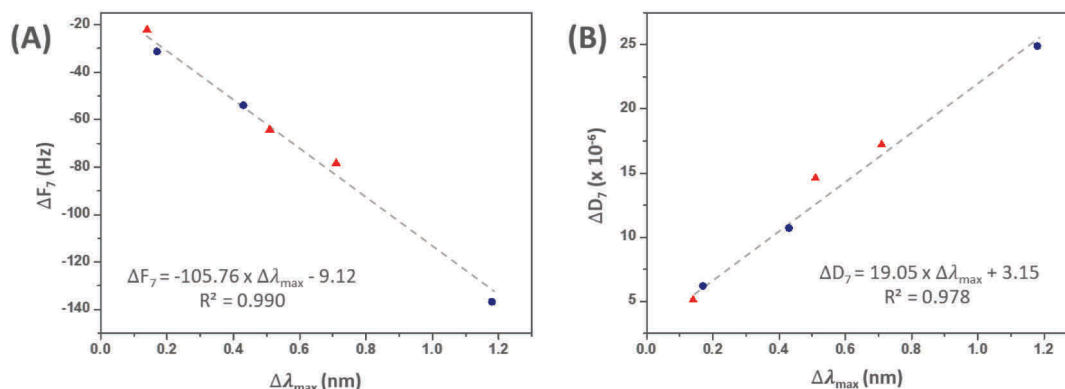 (A)
-20
-40
-60
-80
-100
-120
-140
ΔF₇ (Hz)
ΔF₇ = -105.76 x Δλmax - 9.12
R² = 0.990
0.0 0.2 0.4 0.6 0.8 1.0 1.2
Δλmax (nm)
(B)
25
20
15
10
5
ΔD₇ (x 10⁻⁶)
ΔD₇ = 19.05 x Δλmax + 3.15
R² = 0.978
0.0 0.2 0.4 0.6 0.8 1.0 1.2
Δλmax (nm)